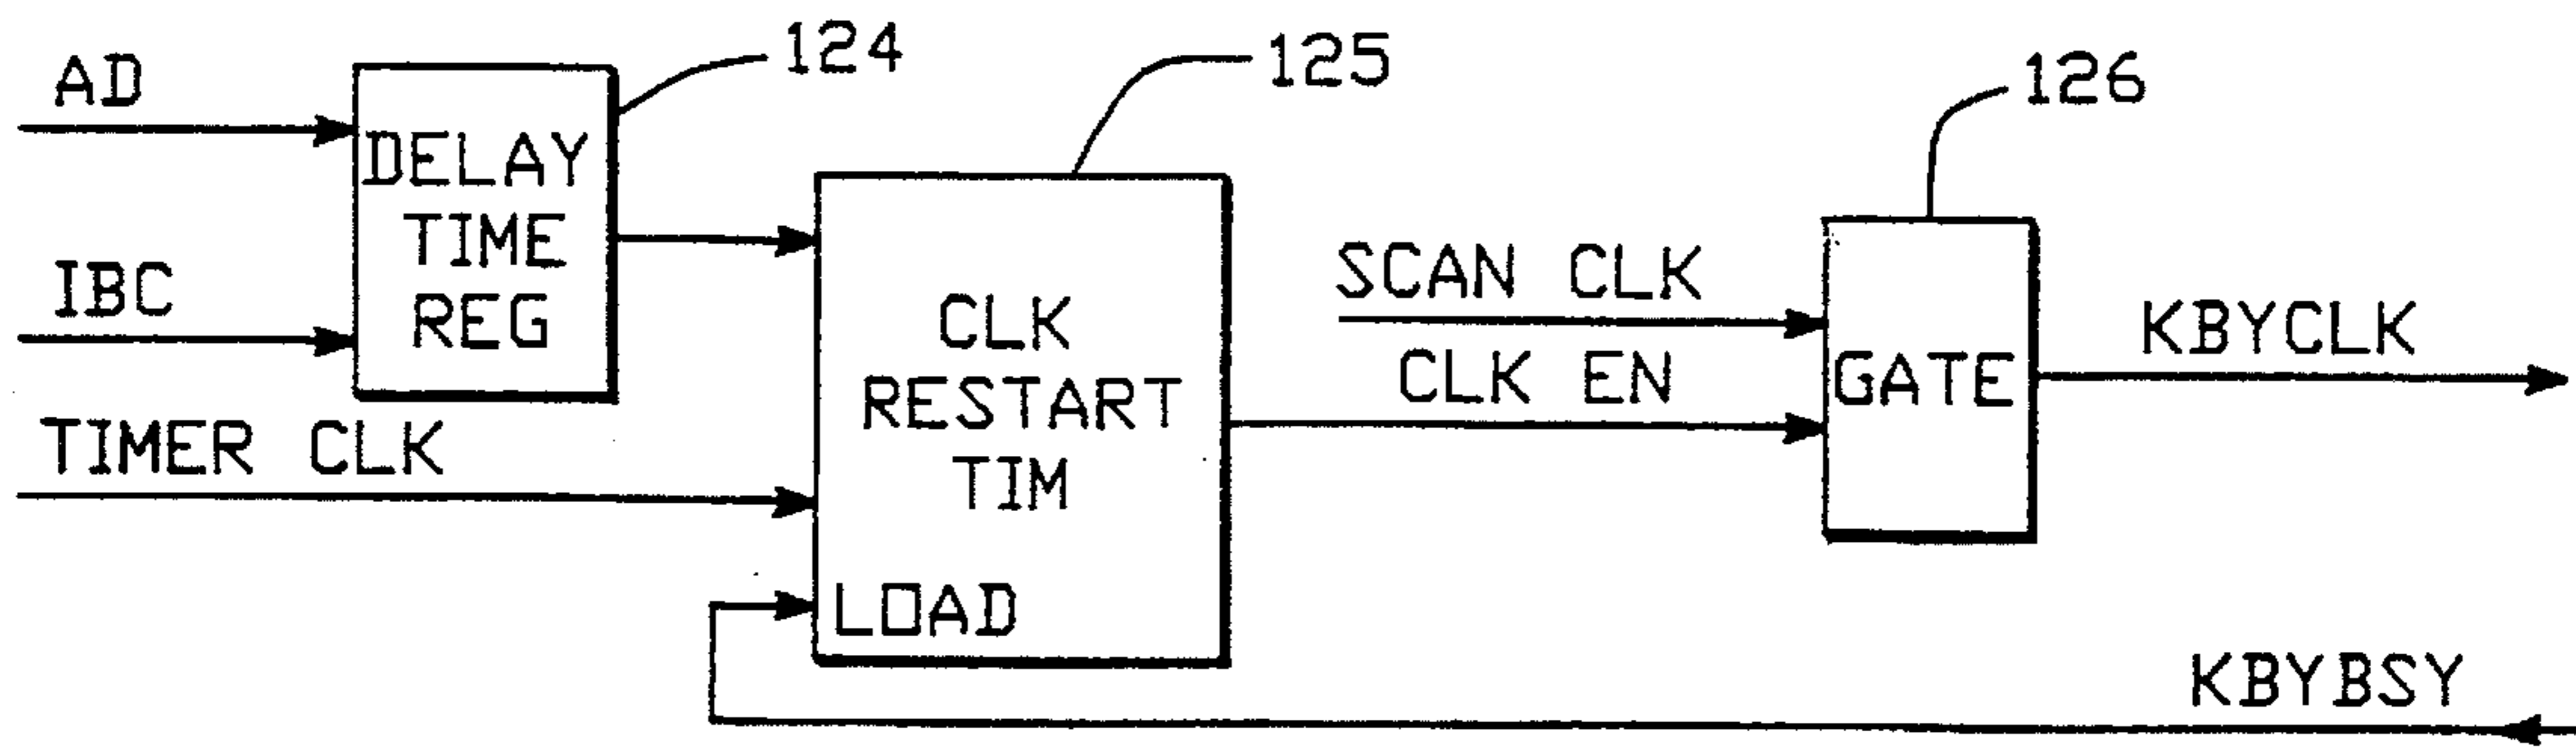 AD
124
DELAY
TIME
REG
IBC
TIMER CLK
125
CLK
RESTART
TIM
LOAD
SCAN CLK
CLK EN
126
GATE
KBYCLK
KBYBSY